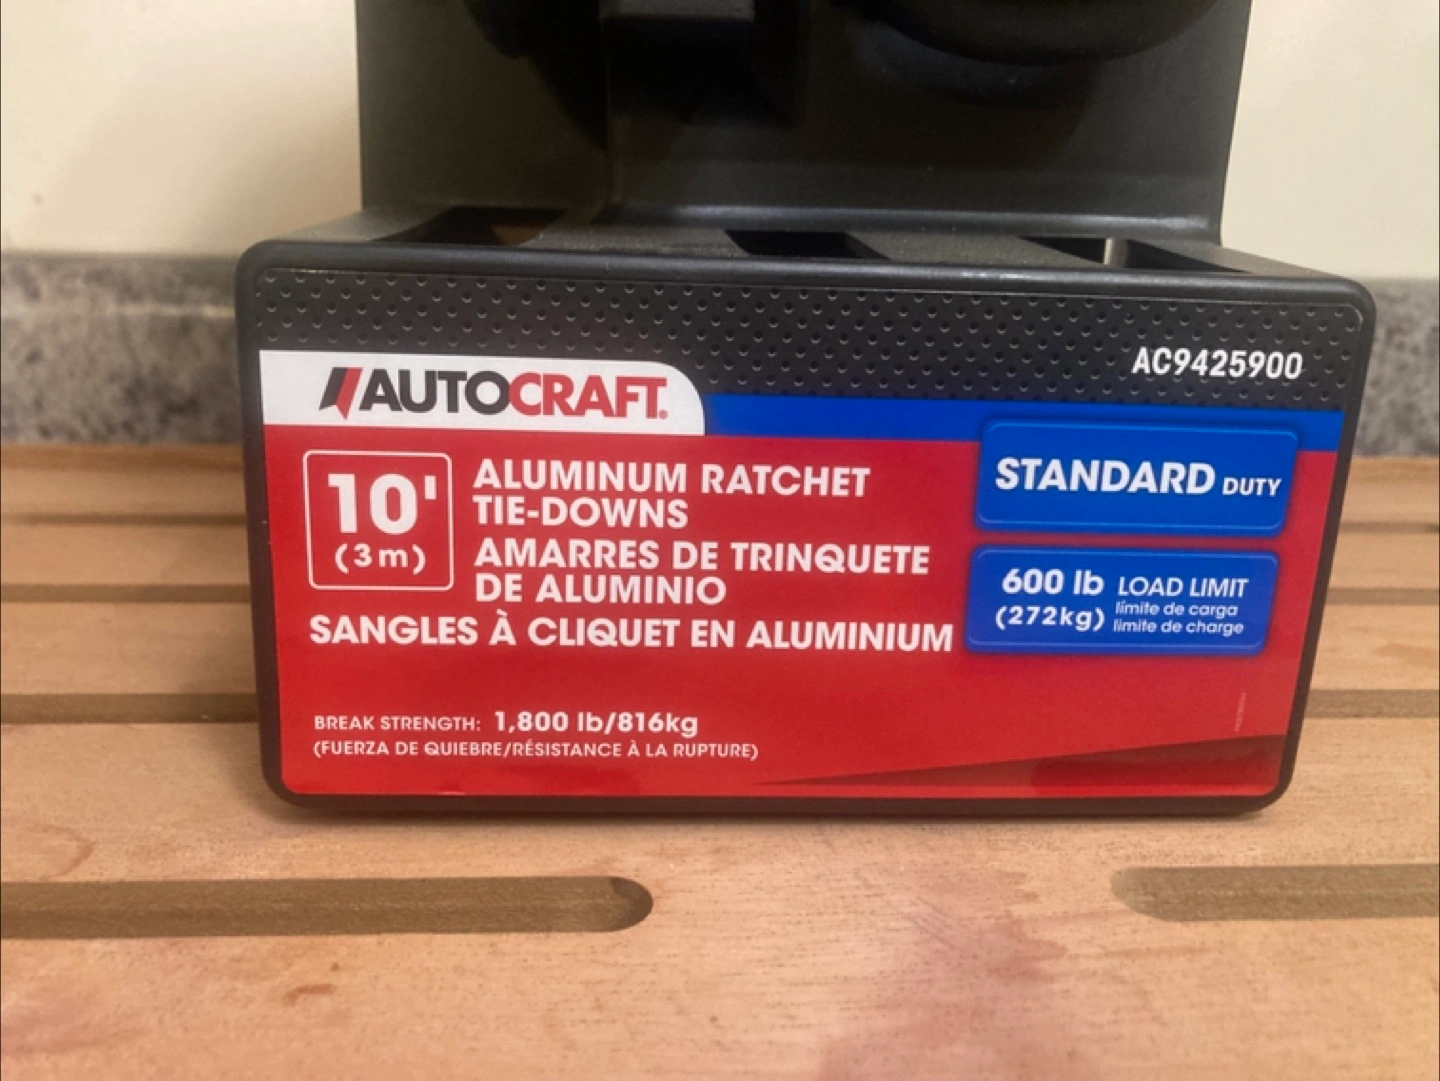 AC9425900
AUTOCRAFT®
10'
(3m)
ALUMINUM RATCHET
TIE-DOWNS
AMARRES DE TRINQUETE
DE ALUMINIO
SANGLES À CLIQUET EN ALUMINIUM
STANDARD DUTY
600 lb LOAD LIMIT
(272kg) límite de carga
limite de charge
BREAK STRENGTH: 1,800 lb/816kg
(FUERZA DE QUIEBRE/RÉSISTANCE À LA RUPTURE)